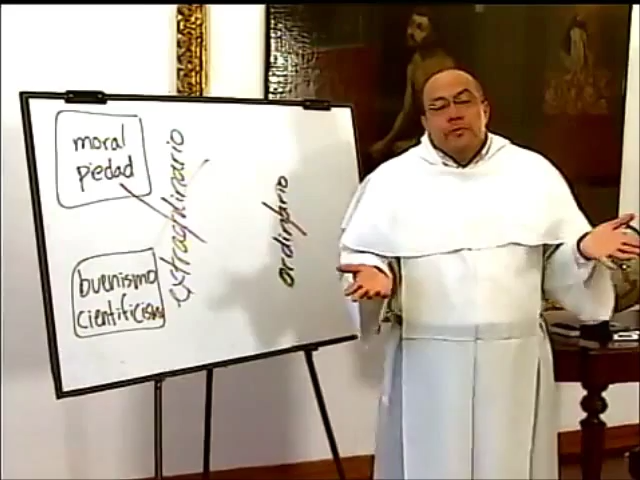 moral
piedad
extraordinario
ordinario
buenismo
cientificismo